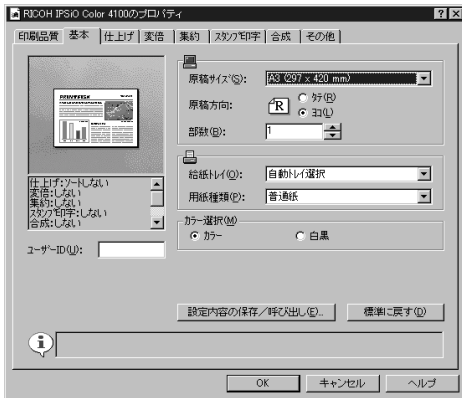 RICOH IPSiO Color 4100のプロパティ
印刷品質 基本 仕上げ 変倍 集約 スタンプ印字 合成 その他
原稿サイズ(S): A3 (297 x 420 mm)
原稿方向: R タテ(R)
ヨコ(L)
部数(B): 1
給紙トレイ(O): 自動トレイ選択
用紙種類(P): 普通紙
仕上げ:ソートしない
変倍:しない
集約:しない
スタンプ印字:しない
合成:しない
カラー選択(M)
カラー 白黒
ユーザーID(U):
設定内容の保存/呼び出し(E)... 標準に戻す(D)
OK キャンセル ヘルプ